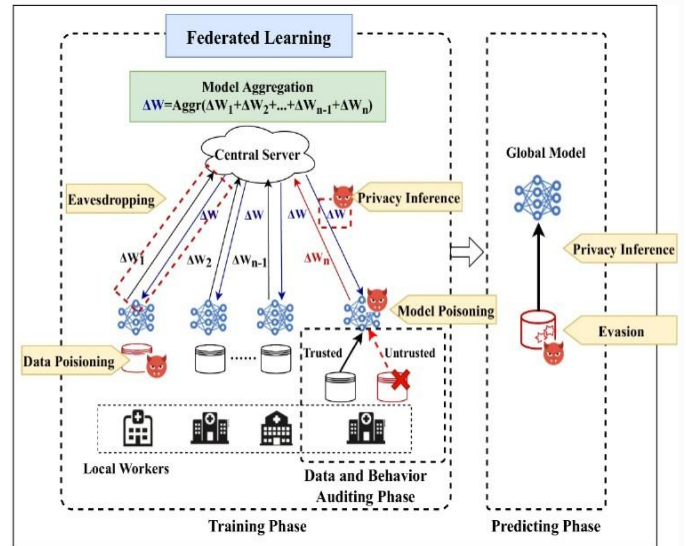 Federated Learning
Model Aggregation
ΔW=Aggr(ΔW₁+ΔW₂+...+ΔWₙ₋₁+ΔWₙ)
Central Server
Global Model
Eavesdropping
Privacy Inference
ΔW
ΔW
ΔW
ΔW
ΔW₁
ΔW₂
ΔWₙ₋₁
ΔWₙ
Privacy Inference
Model Poisoning
Evasion
Data Poisioning
......
Trusted
Untrusted
Local Workers
Data and Behavior
Auditing Phase
Training Phase
Predicting Phase